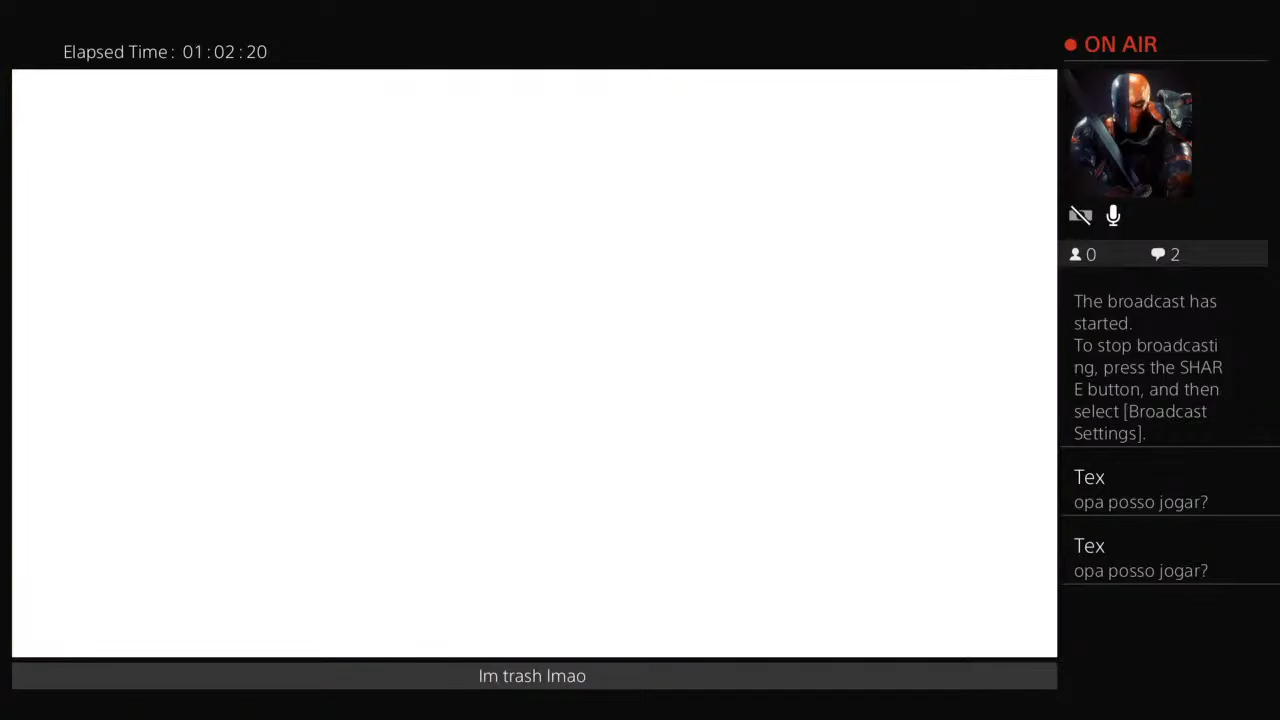 Elapsed Time: 01:02:20
ON AIR
0 2
The broadcast has
started.
To stop broadcasti
ng, press the SHAR
E button, and then
select [Broadcast
Settings].
Tex
opa posso jogar?
Tex
opa posso jogar?
Im trash lmao